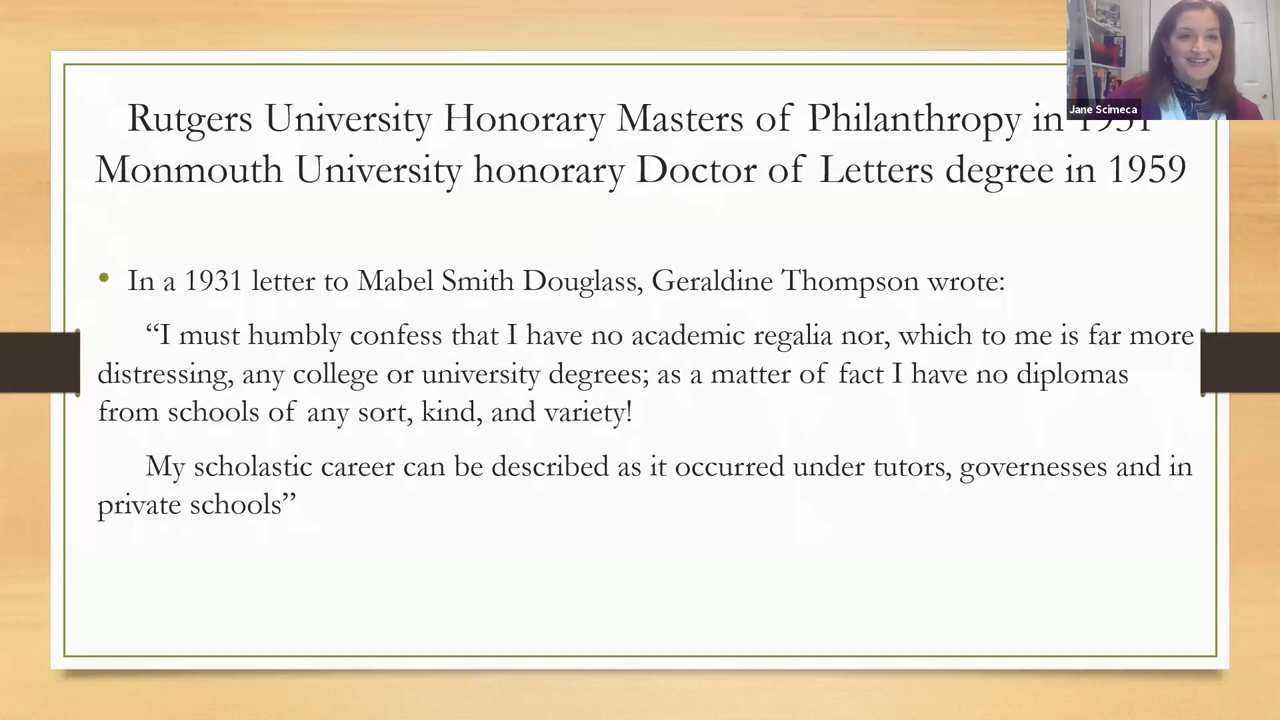 Jane Scimeca
Rutgers University Honorary Masters of Philanthropy in 1931
Monmouth University honorary Doctor of Letters degree in 1959
• In a 1931 letter to Mabel Smith Douglass, Geraldine Thompson wrote:
“I must humbly confess that I have no academic regalia nor, which to me is far more
distressing, any college or university degrees; as a matter of fact I have no diplomas
from schools of any sort, kind, and variety!
My scholastic career can be described as it occurred under tutors, governesses and in
private schools”